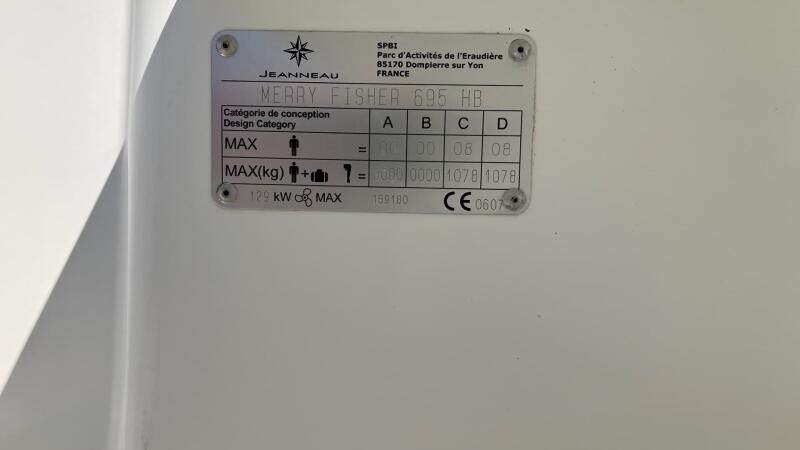 JEANNEAU
SPBI
Parc d'Activités de l'Eraudière
85170 Dompierre sur Yon
FRANCE
MERRY FISHER 695 HB
Catégorie de conception
Design Category A B C D
MAX = 00 00 08 08
MAX(kg) + = 0000 0000 1078 1078
129 kW MAX 159180 CE 0607